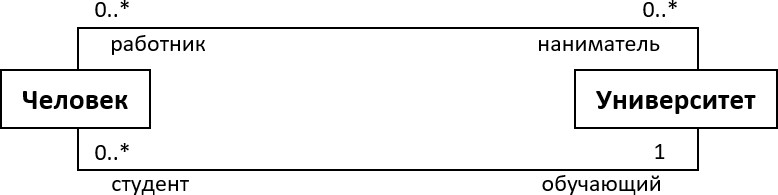 0..* 0..*
работник наниматель
Человек Университет
0..* 1
студент обучающий